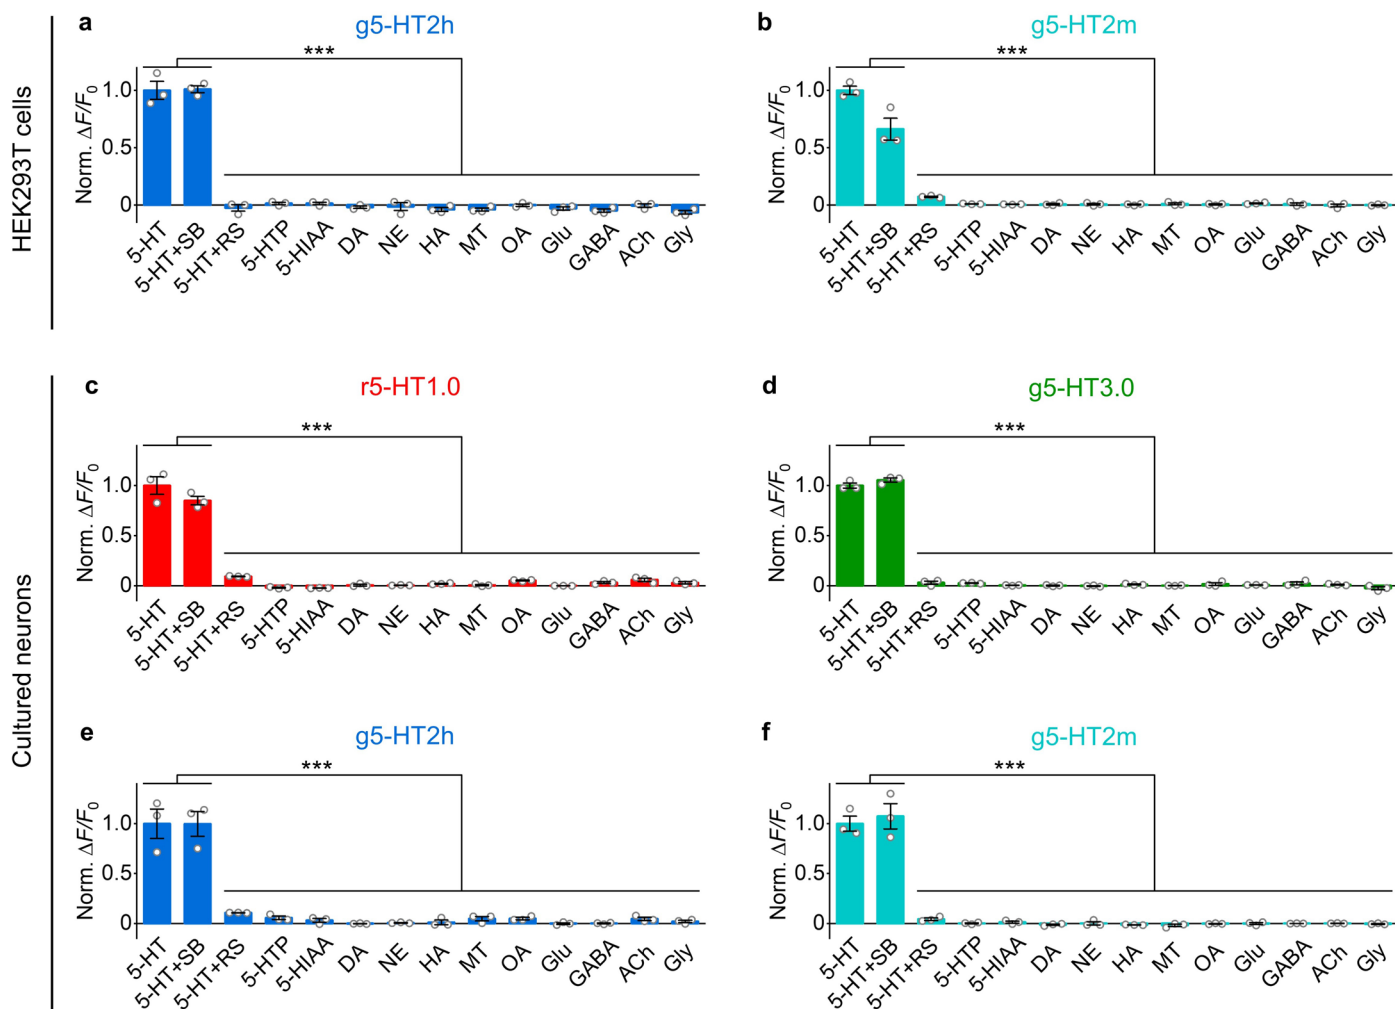 HEK293T cells
a
g5-HT2h
***
Norm. ΔF/F0
1.0
0.5
0
5-HT
5-HT+SB
5-HT+RS
5-HTP
5-HIAA
DA
NE
HA
MT
OA
Glu
GABA
ACh
Gly
b
g5-HT2m
***
Norm. ΔF/F0
1.0
0.5
0
5-HT
5-HT+SB
5-HT+RS
5-HTP
5-HIAA
DA
NE
HA
MT
OA
Glu
GABA
ACh
Gly
Cultured neurons
c
r5-HT1.0
***
Norm. ΔF/F0
1.0
0.5
0
5-HT
5-HT+SB
5-HT+RS
5-HTP
5-HIAA
DA
NE
HA
MT
OA
Glu
GABA
ACh
Gly
d
g5-HT3.0
***
Norm. ΔF/F0
1.0
0.5
0
5-HT
5-HT+SB
5-HT+RS
5-HTP
5-HIAA
DA
NE
HA
MT
OA
Glu
GABA
ACh
Gly
e
g5-HT2h
***
Norm. ΔF/F0
1.0
0.5
0
5-HT
5-HT+SB
5-HT+RS
5-HTP
5-HIAA
DA
NE
HA
MT
OA
Glu
GABA
ACh
Gly
f
g5-HT2m
***
Norm. ΔF/F0
1.0
0.5
0
5-HT
5-HT+SB
5-HT+RS
5-HTP
5-HIAA
DA
NE
HA
MT
OA
Glu
GABA
ACh
Gly